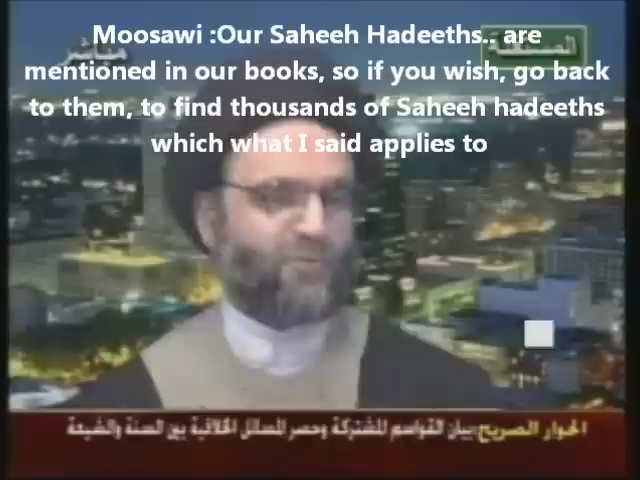 Moosawi :Our Saheeh Hadeeths.. are
mentioned in our books, so if you wish, go back
to them, to find thousands of Saheeh hadeeths
which what I said applies to
مباشر
المستقلة
الحوار الصريح:بيان القواسم المشتركة وحصر المسائل الخلافية بين السنة والشيعة